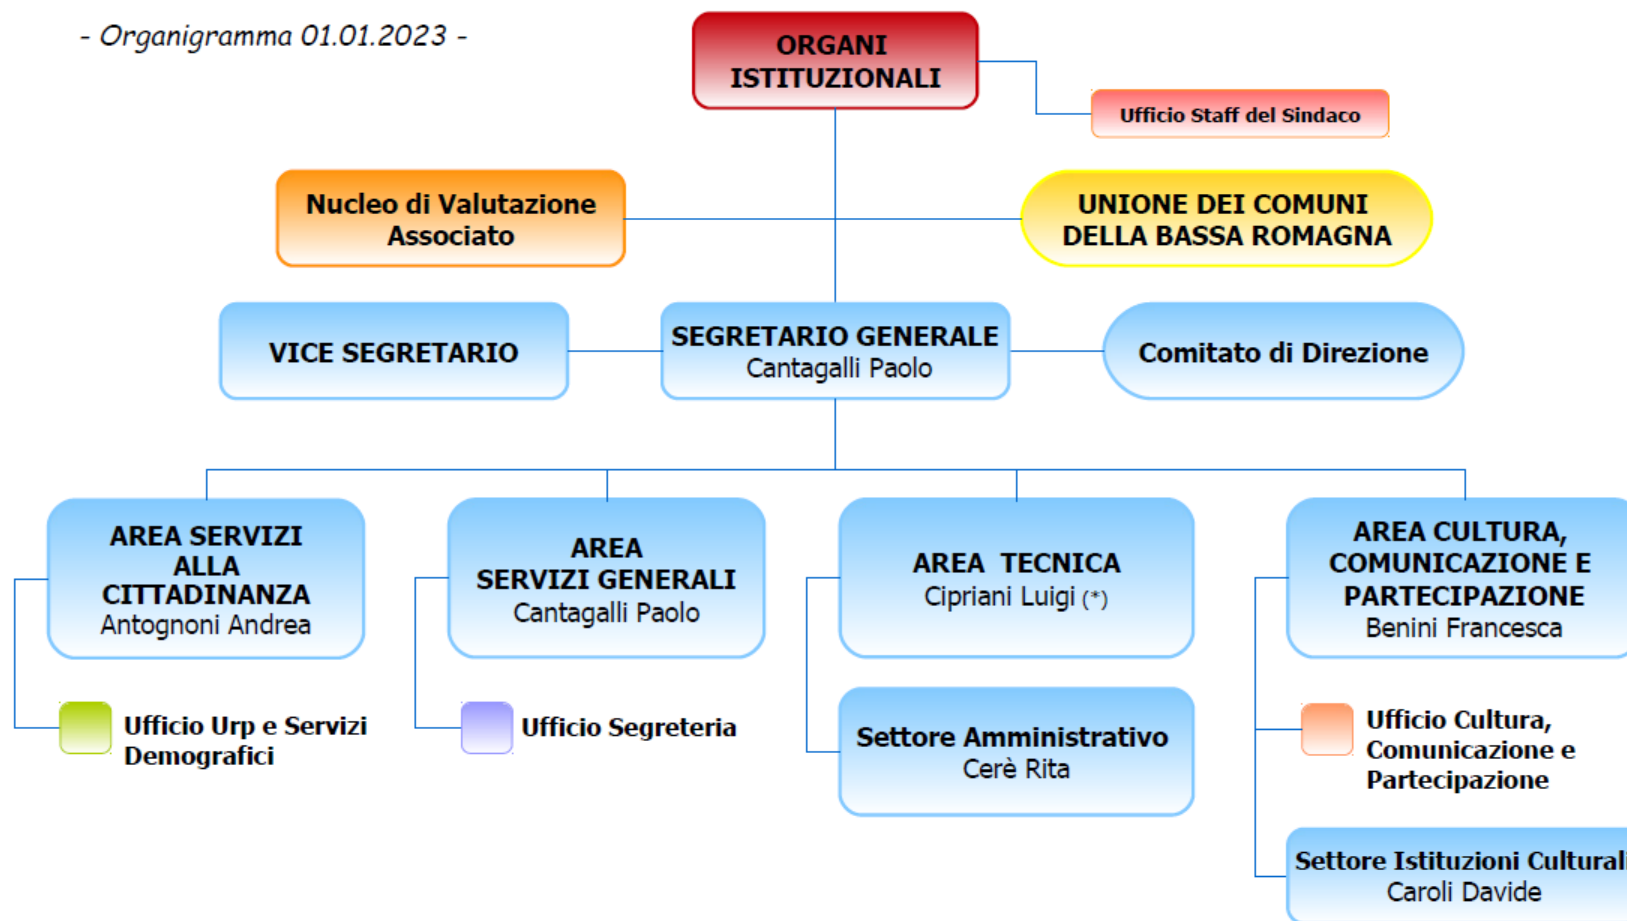 - Organigramma 01.01.2023 -
ORGANI
ISTITUZIONALI
Ufficio Staff del Sindaco
Nucleo di Valutazione
Associato
UNIONE DEI COMUNI
DELLA BASSA ROMAGNA
VICE SEGRETARIO
SEGRETARIO GENERALE
Cantagalli Paolo
Comitato di Direzione
AREA SERVIZI
ALLA
CITTADINANZA
Antognoni Andrea
AREA
SERVIZI GENERALI
Cantagalli Paolo
AREA TECNICA
Cipriani Luigi (*)
AREA CULTURA,
COMUNICAZIONE E
PARTECIPAZIONE
Benini Francesca
Ufficio Urp e Servizi
Demografici
Ufficio Segreteria
Settore Amministrativo
Cerè Rita
Ufficio Cultura,
Comunicazione e
Partecipazione
Settore Istituzioni Culturali
Caroli Davide